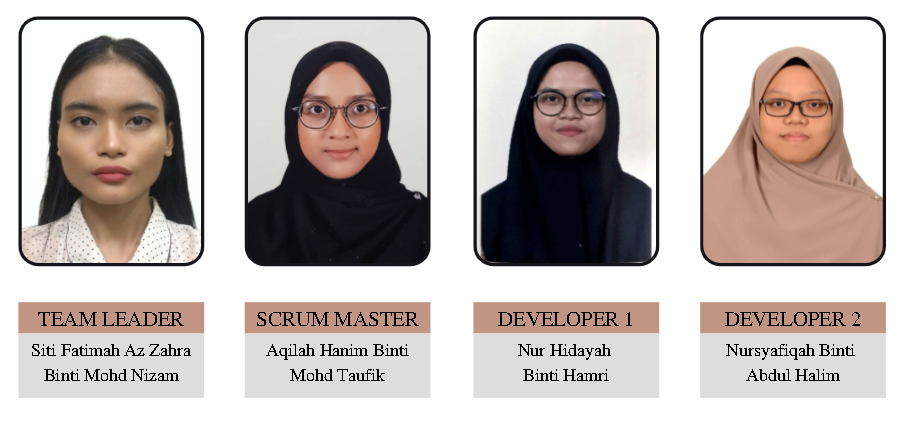 TEAM LEADER
Siti Fatimah Az Zahra
Binti Mohd Nizam
SCRUM MASTER
Aqilah Hanim Binti
Mohd Taufik
DEVELOPER 1
Nur Hidayah
Binti Hamri
DEVELOPER 2
Nursyafiqah Binti
Abdul Halim